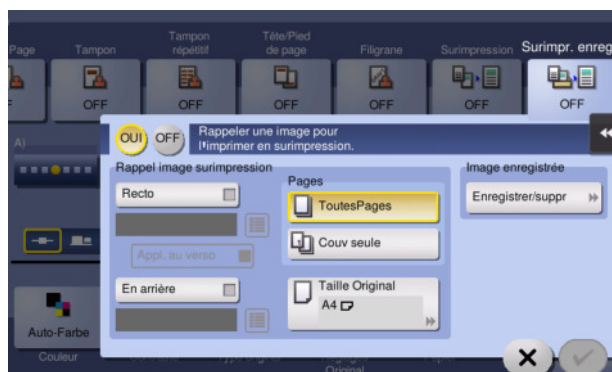 Page
Tampon
Tampon
répétitif
Tête/Pied
de page
Filigrane
Surimpression
Surimpr. enreg
OFF
OFF
OFF
OFF
OFF
OFF
A)
OUI
OFF
Rappeler une image pour
l'imprimer en surimpression.
Rappel image surimpression
Recto
Appl. au verso
En arrière
Pages
ToutesPages
Couv seule
Taille Original
A4
Image enregistrée
Enregistrer/suppr
Auto-Farbe
Couleur
Original